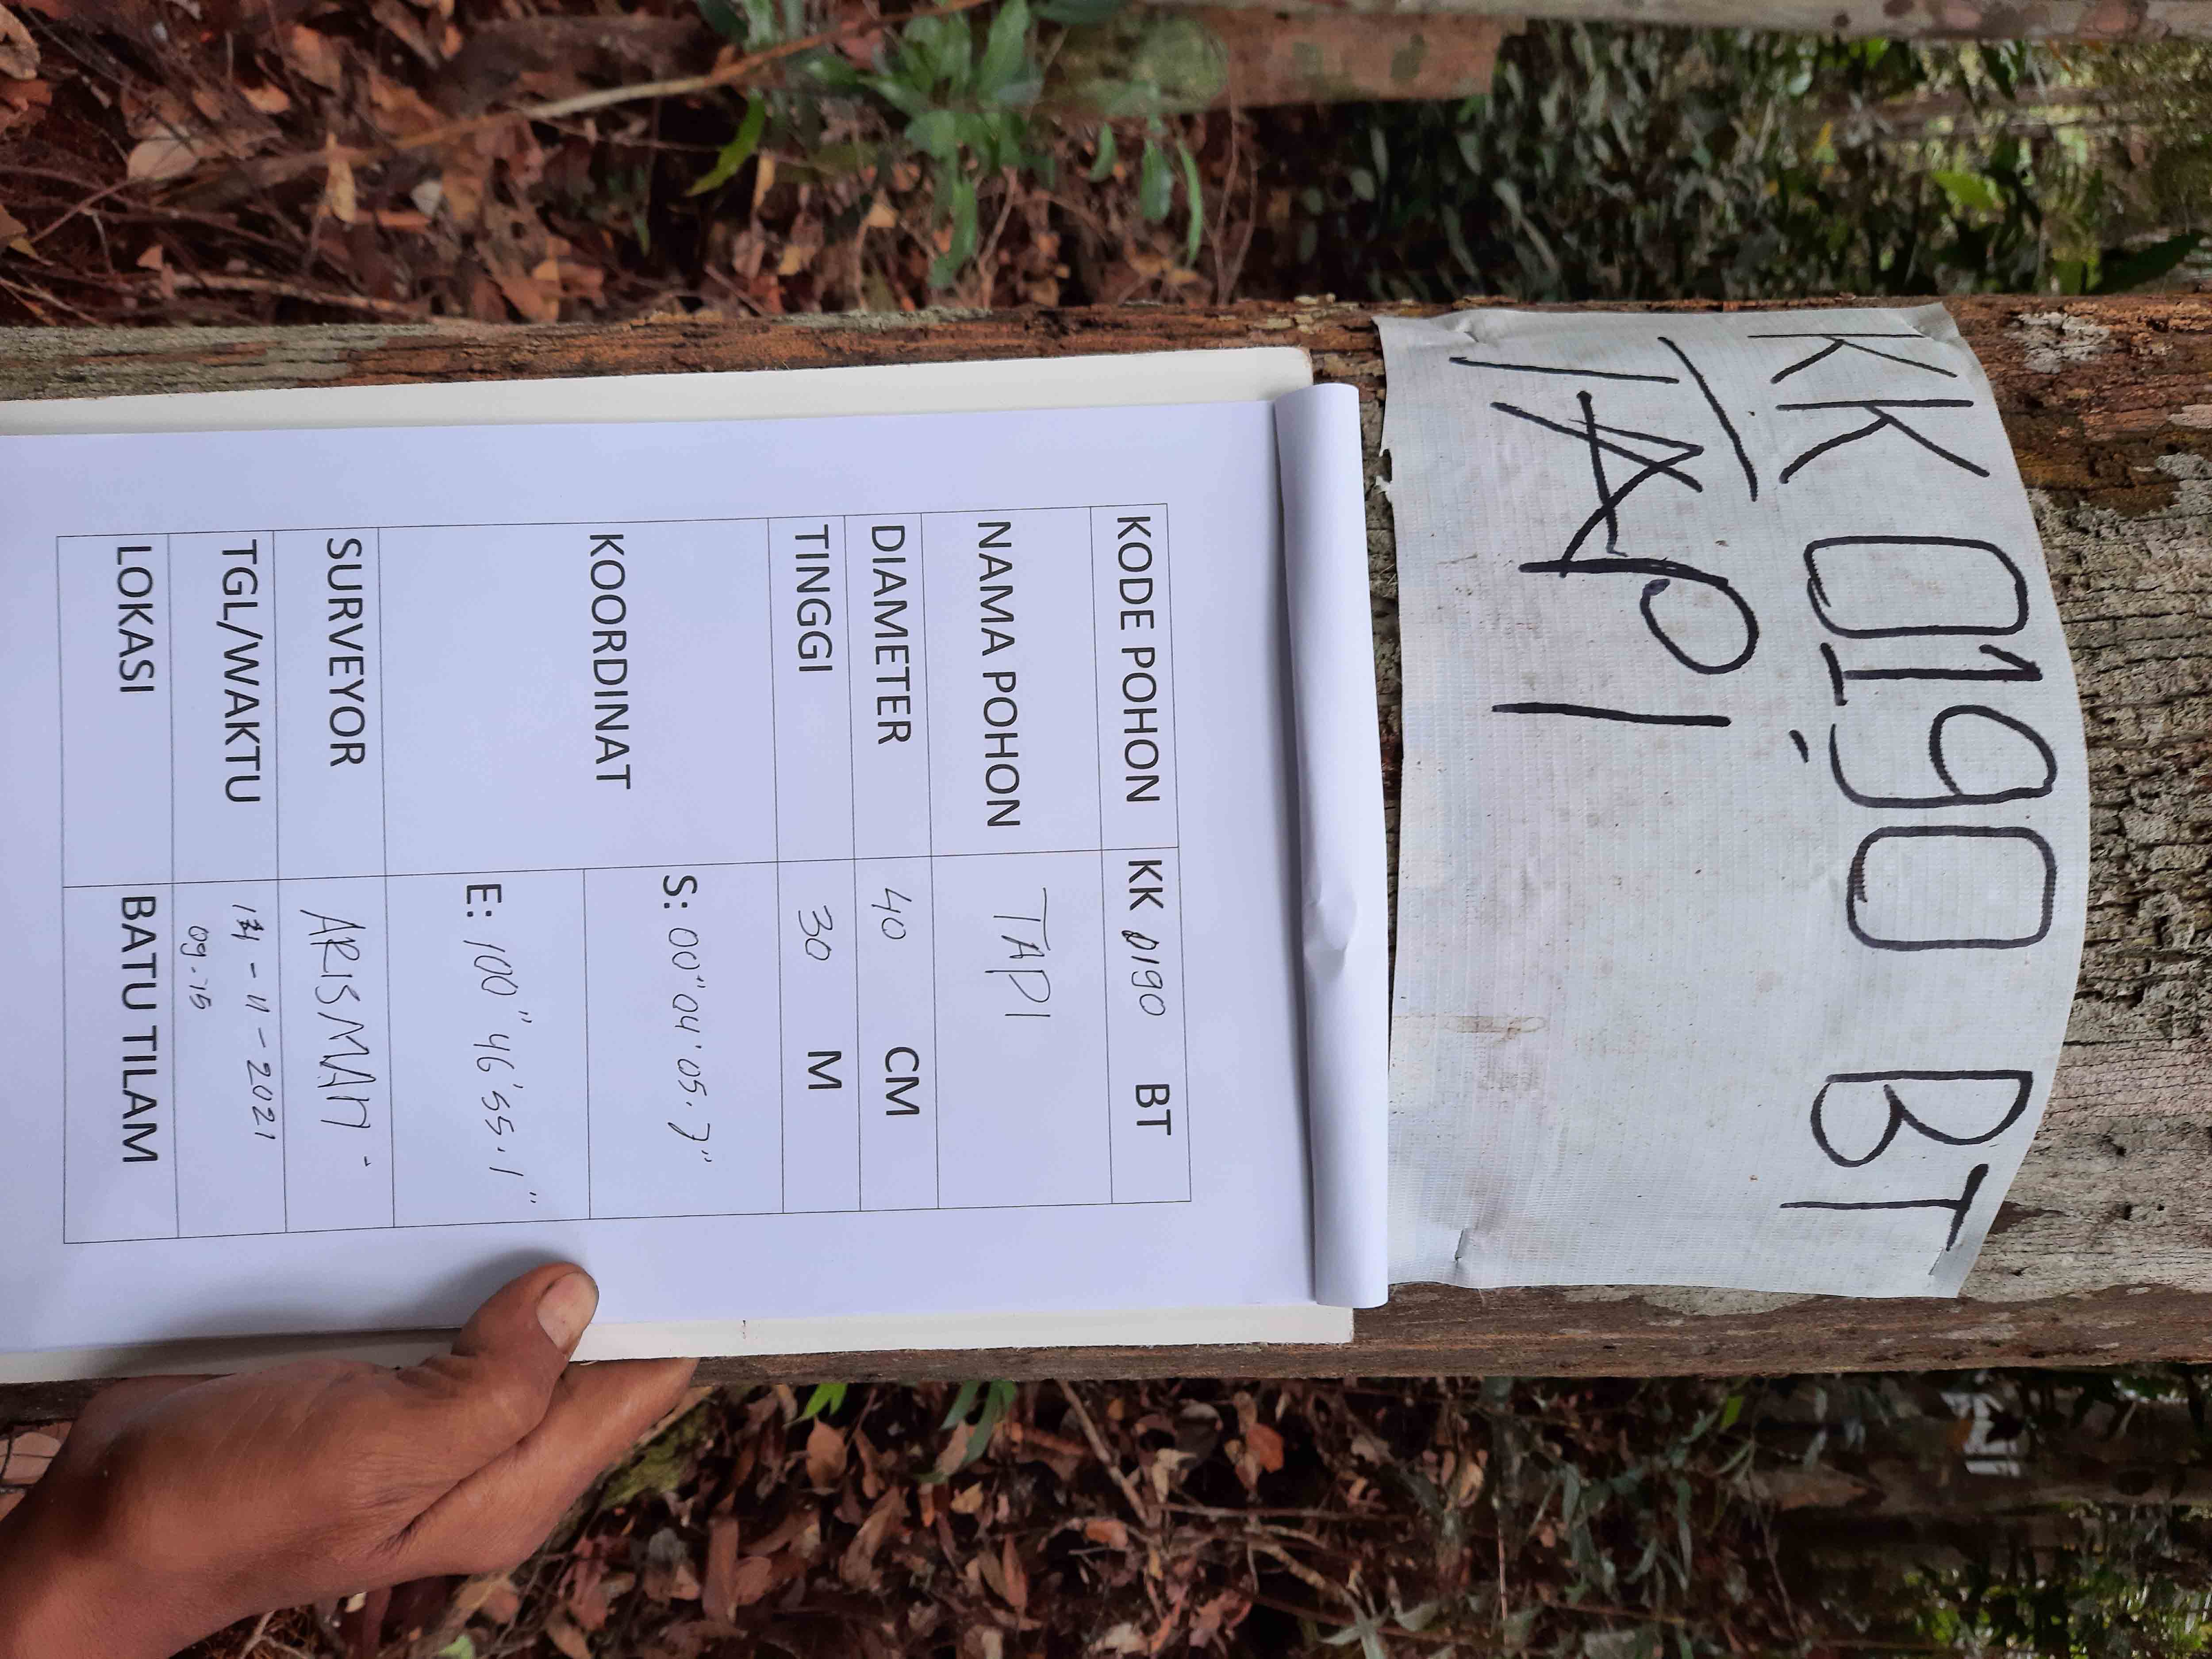 KK 0190 BT
TAPI
KODE POHON KK 0190 BT
NAMA POHON TAPI
DIAMETER 40 CM
TINGGI 30 M
KOORDINAT
S: 00" 04' 05.7"
E: 100" 46' 55.1"
SURVEYOR ARISMAN
TGL/WAKTU - 11 - 2021
09.15
LOKASI BATU TILAM